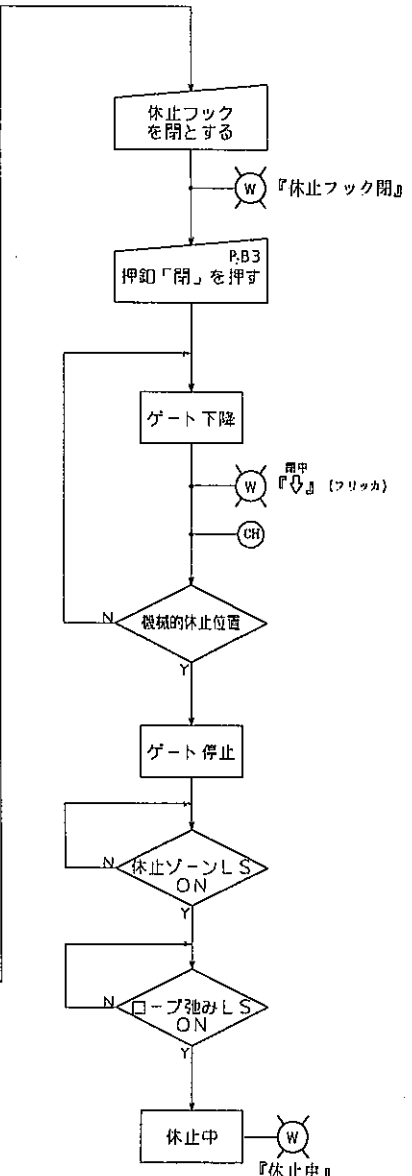 休止フック
を閉とする
W
『休止フック閉』
P.B3
押釦「閉」を押す
ゲート下降
閉中
W
『⇩』(フリッカ)
CH
機械的休止位置
N
Y
ゲート停止
休止ゾーンLS
ON
N
Y
ロープ弛みLS
ON
N
Y
休止中
W
『休止中』